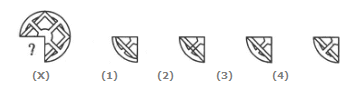 ?
(X) (1) (2) (3) (4)